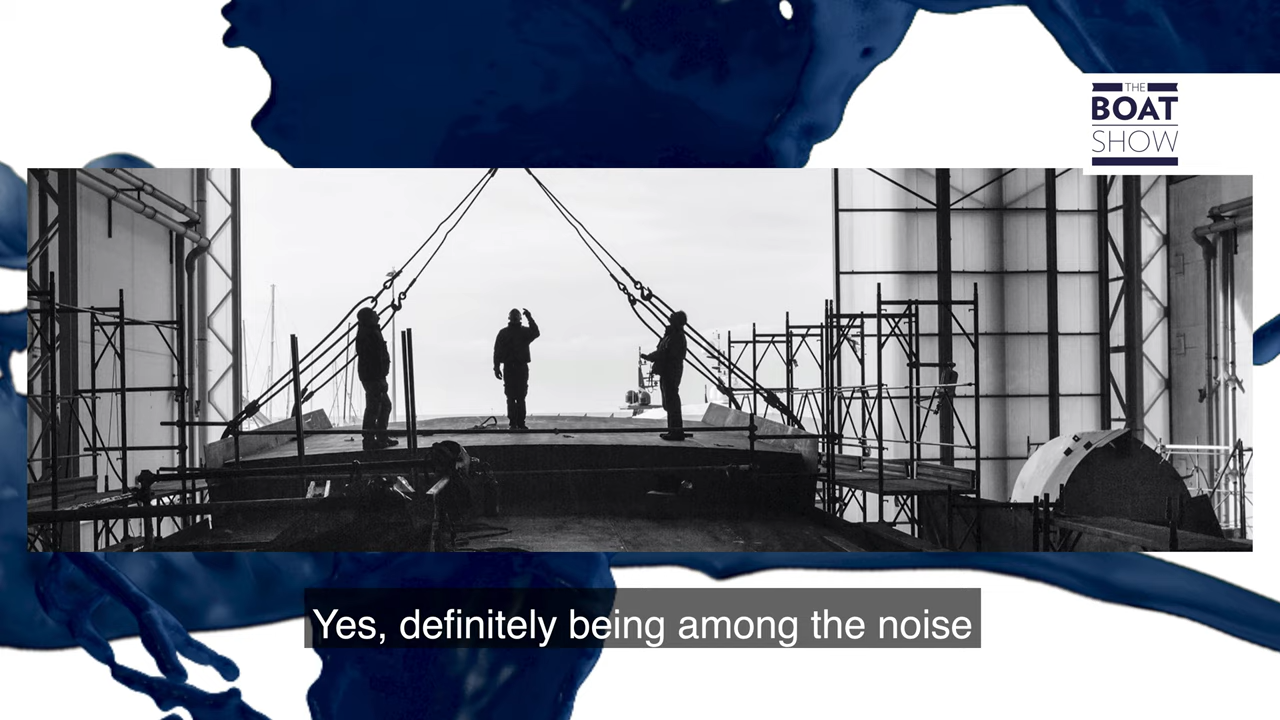 THE
BOAT
SHOW
Yes, definitely being among the noise